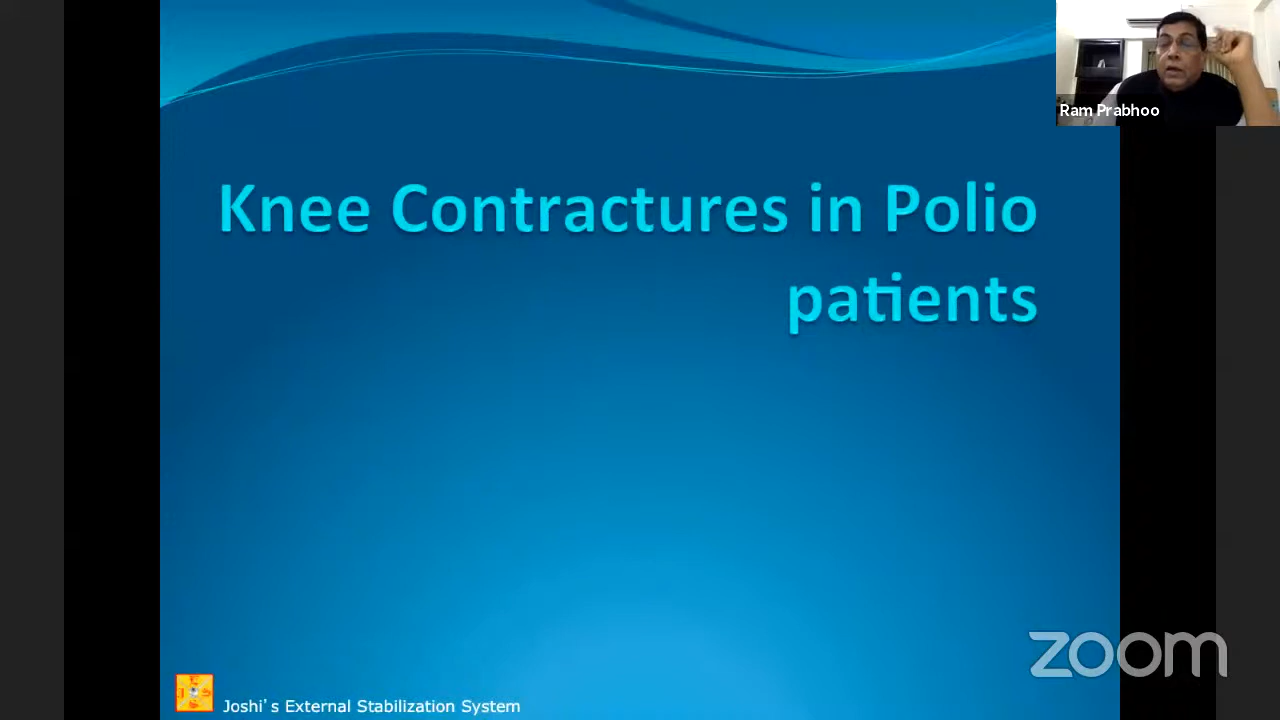 Ram Prabhoo
Knee Contractures in Polio
patients
zoom
Joshi's External Stabilization System